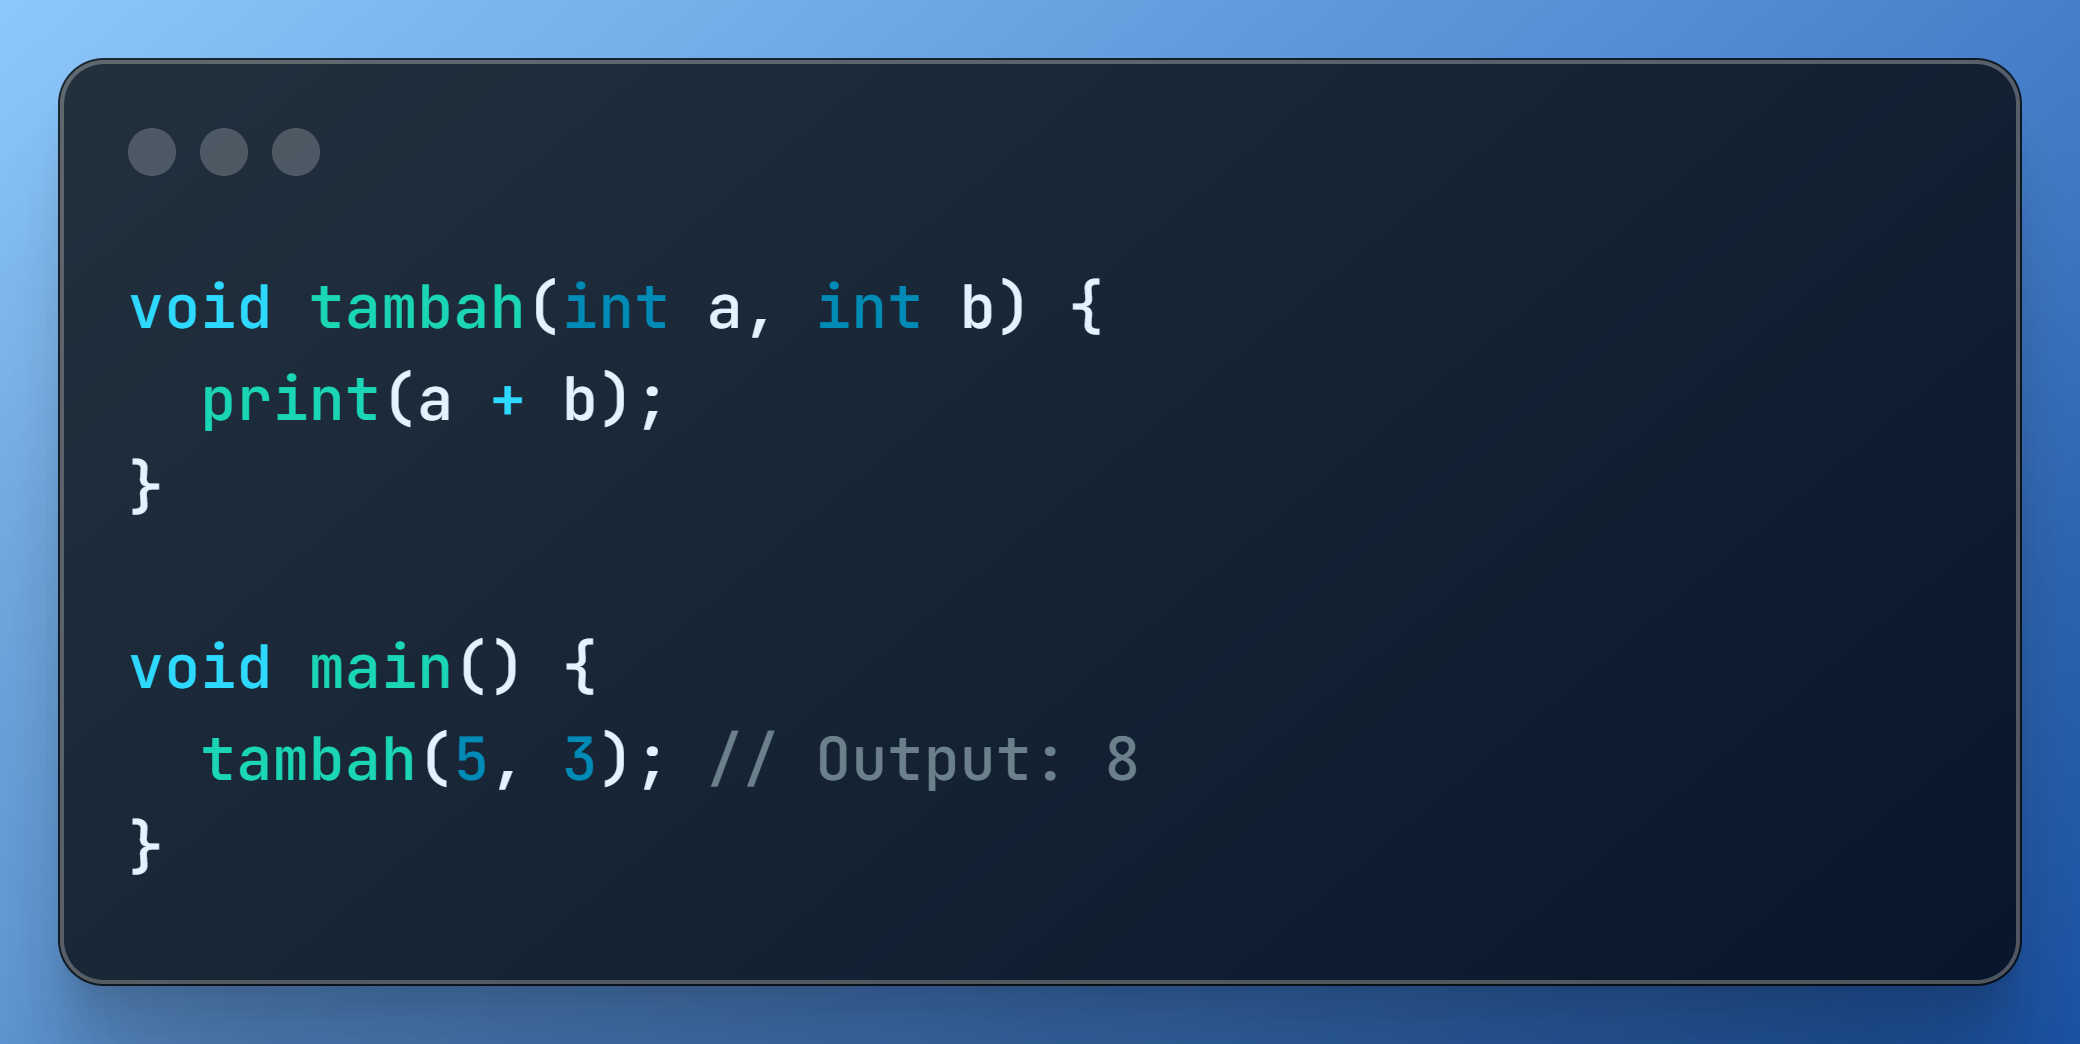 void tambah(int a, int b) {
  print(a + b);
}

void main() {
  tambah(5, 3); // Output: 8
}